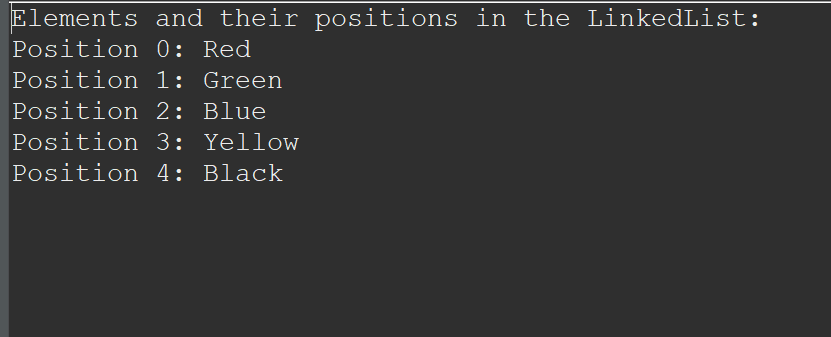 Elements and their positions in the LinkedList:
Position 0: Red
Position 1: Green
Position 2: Blue
Position 3: Yellow
Position 4: Black